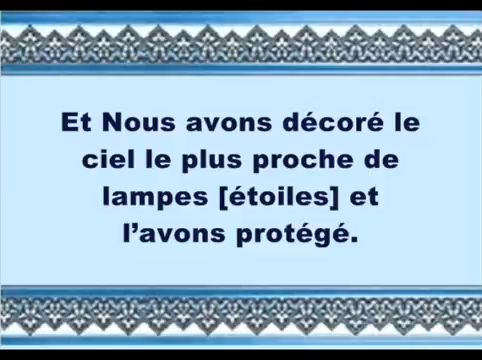 Et Nous avons décoré le
ciel le plus proche de
lampes [étoiles] et
l’avons protégé.